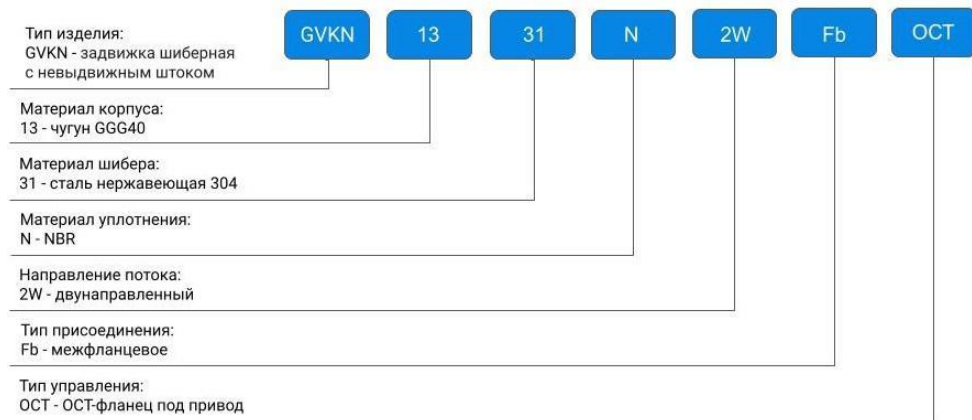 GVKN 13 31 N 2W Fb OCT
Тип изделия:
GVKN - задвижка шиберная
с невыдвижным штоком
Материал корпуса:
13 - чугун GGG40
Материал шибера:
31 - сталь нержавеющая 304
Материал уплотнения:
N - NBR
Направление потока:
2W - двунаправленный
Тип присоединения:
Fb - межфланцевое
Тип управления:
ОСТ - ОСТ-фланец под привод